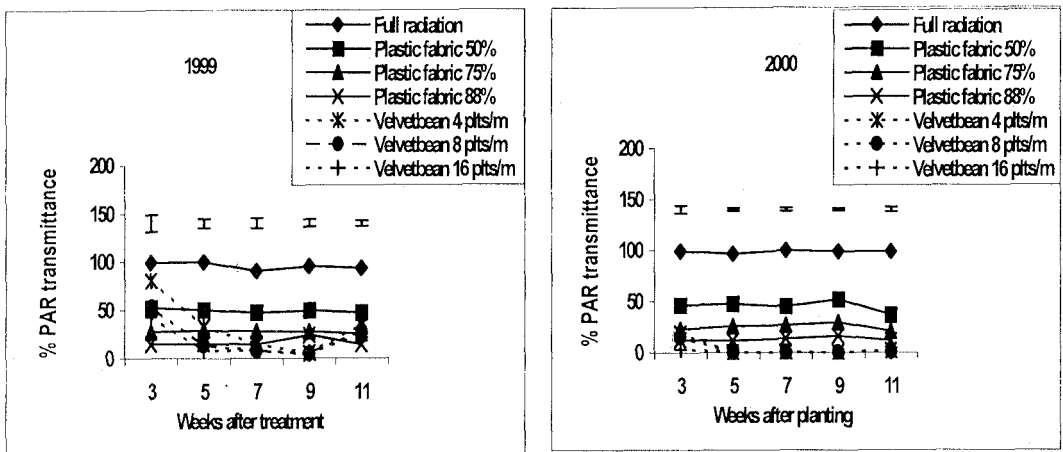 Full radiation
Plastic fabric 50%
Plastic fabric 75%
Plastic fabric 88%
Velvetbean 4 plts/m
Velvetbean 8 plts/m
Velvetbean 16 plts/m
1999
% PAR transmittance
200
150
100
50
0
3 5 7 9 11
Weeks after treatment
Full radiation
Plastic fabric 50%
Plastic fabric 75%
Plastic fabric 88%
Velvetbean 4 plts/m
Velvetbean 8 plts/m
Velvetbean 16 plts/m
2000
% PAR transmittance
200
150
100
50
0
3 5 7 9 11
Weeks after planting